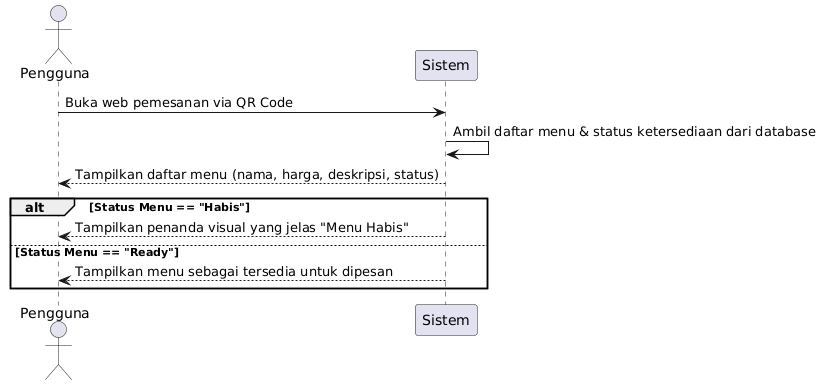 Pengguna
Sistem
Buka web pemesanan via QR Code
Ambil daftar menu & status ketersediaan dari database
Tampilkan daftar menu (nama, harga, deskripsi, status)
alt [Status Menu == "Habis"]
Tampilkan penanda visual yang jelas "Menu Habis"
[Status Menu == "Ready"]
Tampilkan menu sebagai tersedia untuk dipesan
Pengguna
Sistem